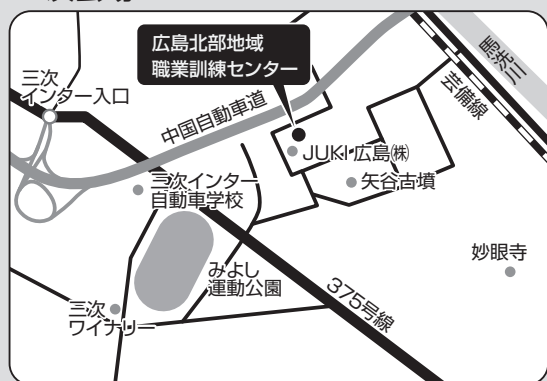 広島北部地域
職業訓練センター
馬洗川
芸備線
三次
インター入口
中国自動車道
JUKI広島㈱
矢谷古墳
三次インター
自動車学校
みよし
運動公園
妙眼寺
375号線
三次
ワイナリー